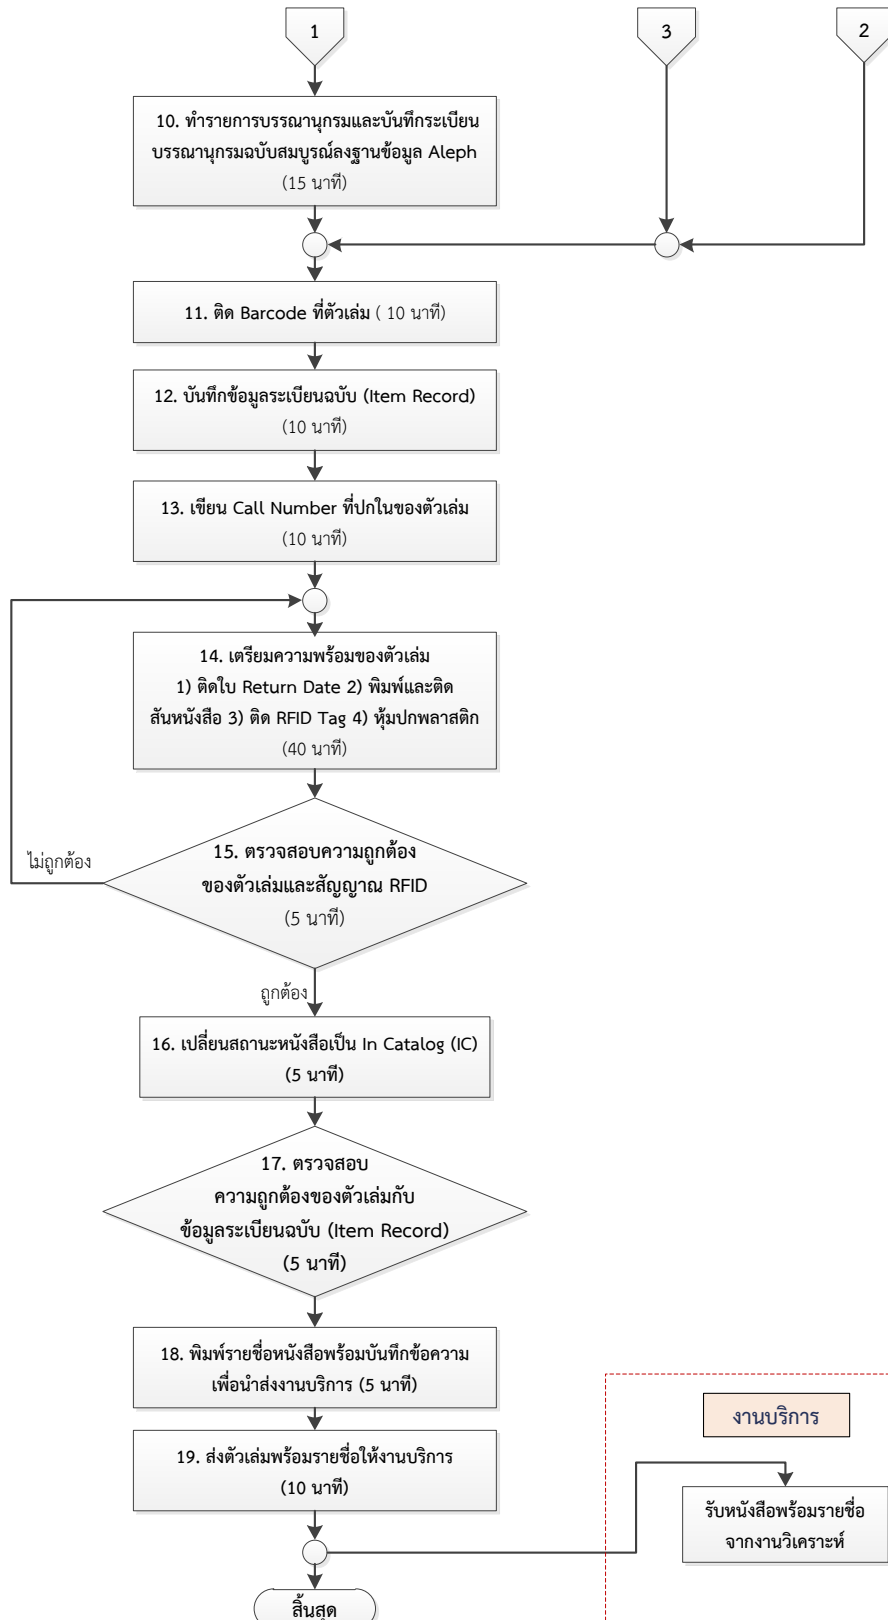 1
3
2
10. ทำรายการบรรณานุกรมและบันทึกระเบียน
บรรณานุกรมฉบับสมบูรณ์ลงฐานข้อมูล Aleph
(15 นาที)
11. ติด Barcode ที่ตัวเล่ม ( 10 นาที)
12. บันทึกข้อมูลระเบียนฉบับ (Item Record)
(10 นาที)
13. เขียน Call Number ที่ปกในของตัวเล่ม
(10 นาที)
14. เตรียมความพร้อมของตัวเล่ม
1) ติดใบ Return Date 2) พิมพ์และติด
สันหนังสือ 3) ติด RFID Tag 4) หุ้มปกพลาสติก
(40 นาที)
ไม่ถูกต้อง
15. ตรวจสอบความถูกต้อง
ของตัวเล่มและสัญญาณ RFID
(5 นาที)
ถูกต้อง
16. เปลี่ยนสถานะหนังสือเป็น In Catalog (IC)
(5 นาที)
17. ตรวจสอบ
ความถูกต้องของตัวเล่มกับ
ข้อมูลระเบียนฉบับ (Item Record)
(5 นาที)
18. พิมพ์รายชื่อหนังสือพร้อมบันทึกข้อความ
เพื่อนำส่งงานบริการ (5 นาที)
19. ส่งตัวเล่มพร้อมรายชื่อให้งานบริการ
(10 นาที)
งานบริการ
รับหนังสือพร้อมรายชื่อ
จากงานวิเคราะห์
สิ้นสุด